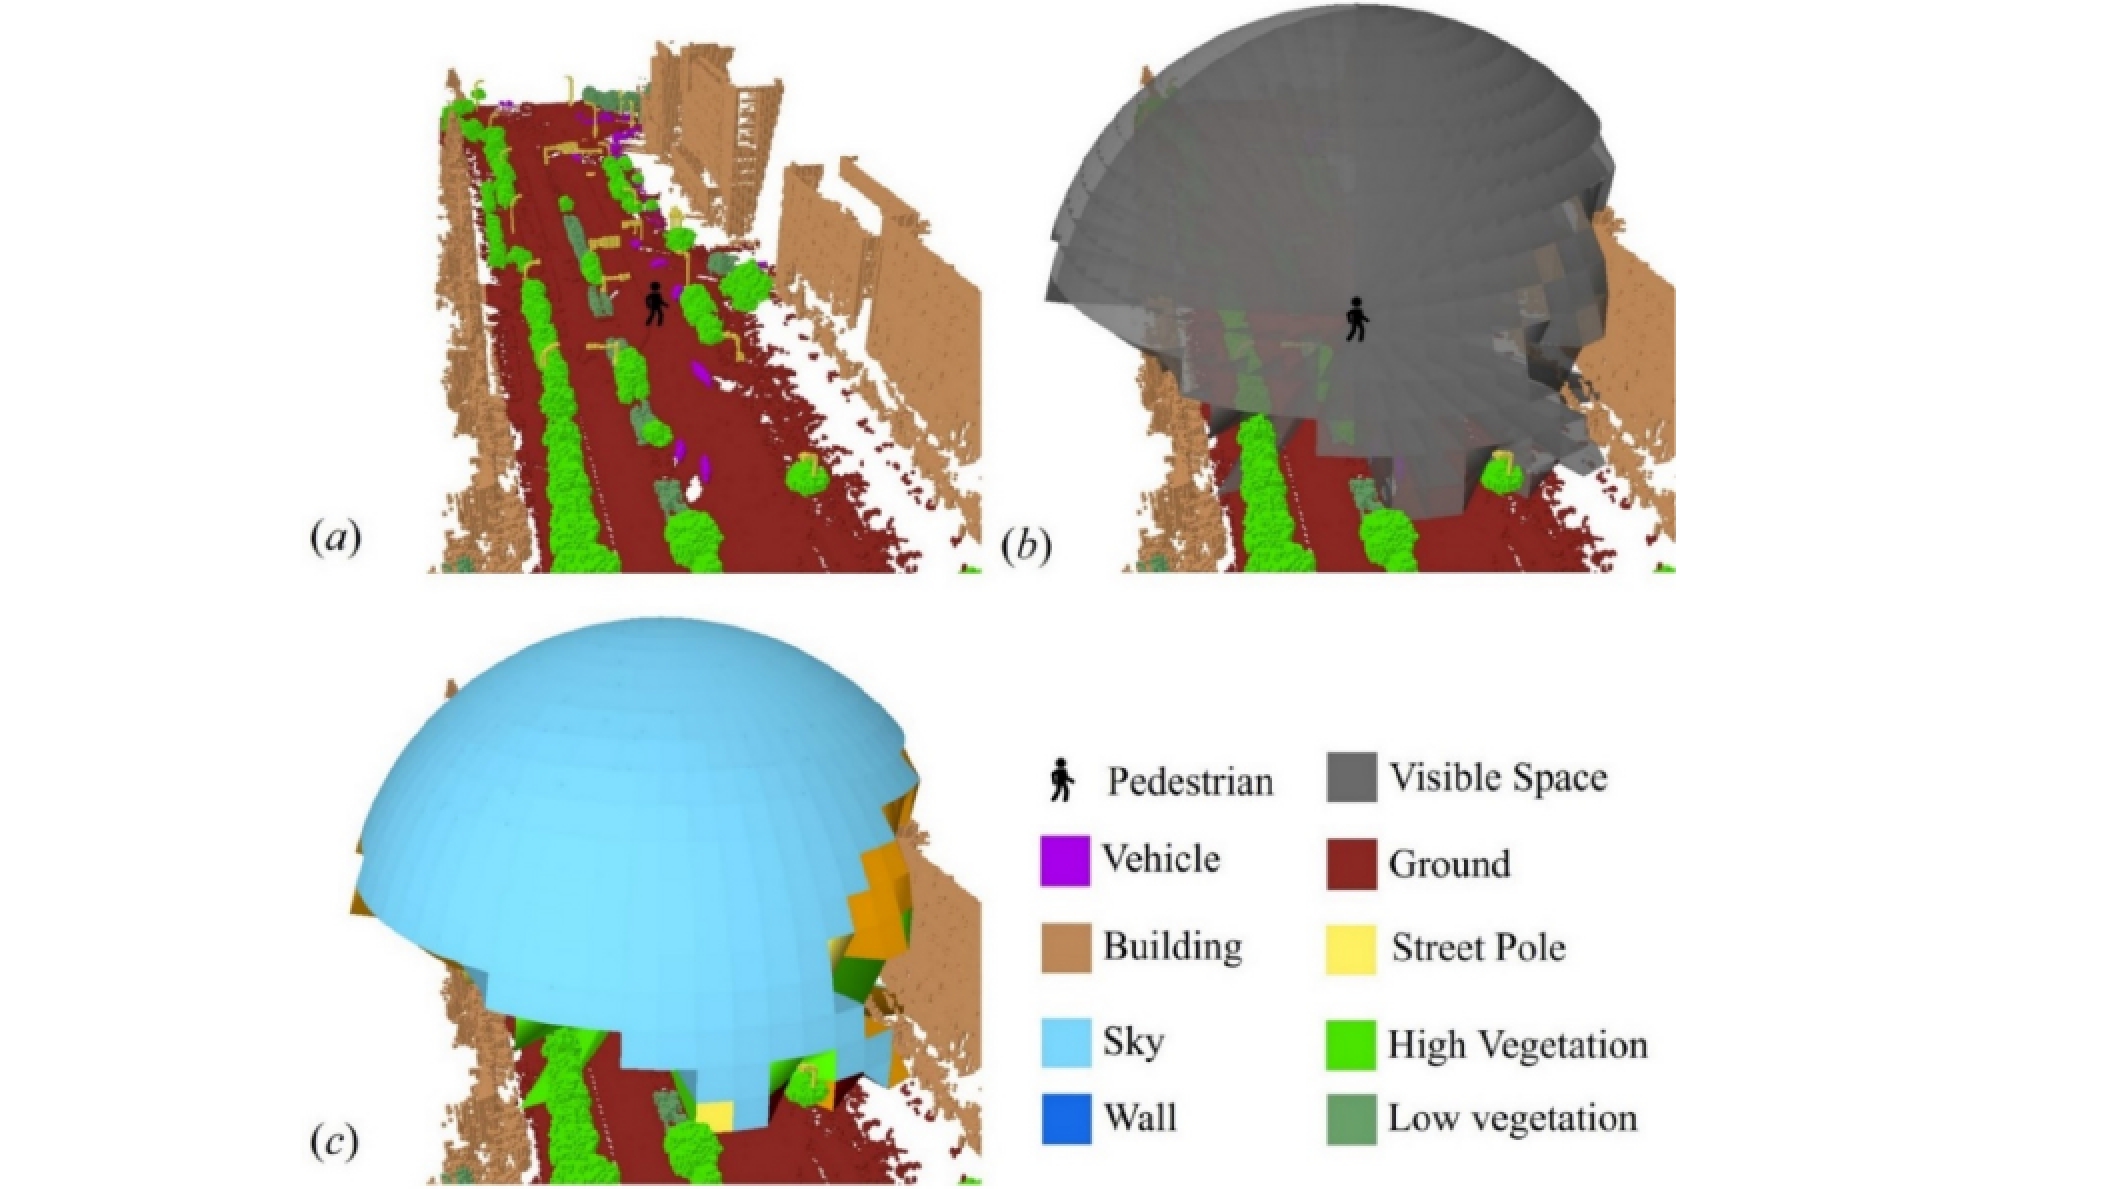 (a)
(b)
(c)
Pedestrian
Visible Space
Vehicle
Ground
Building
Street Pole
Sky
High Vegetation
Wall
Low vegetation